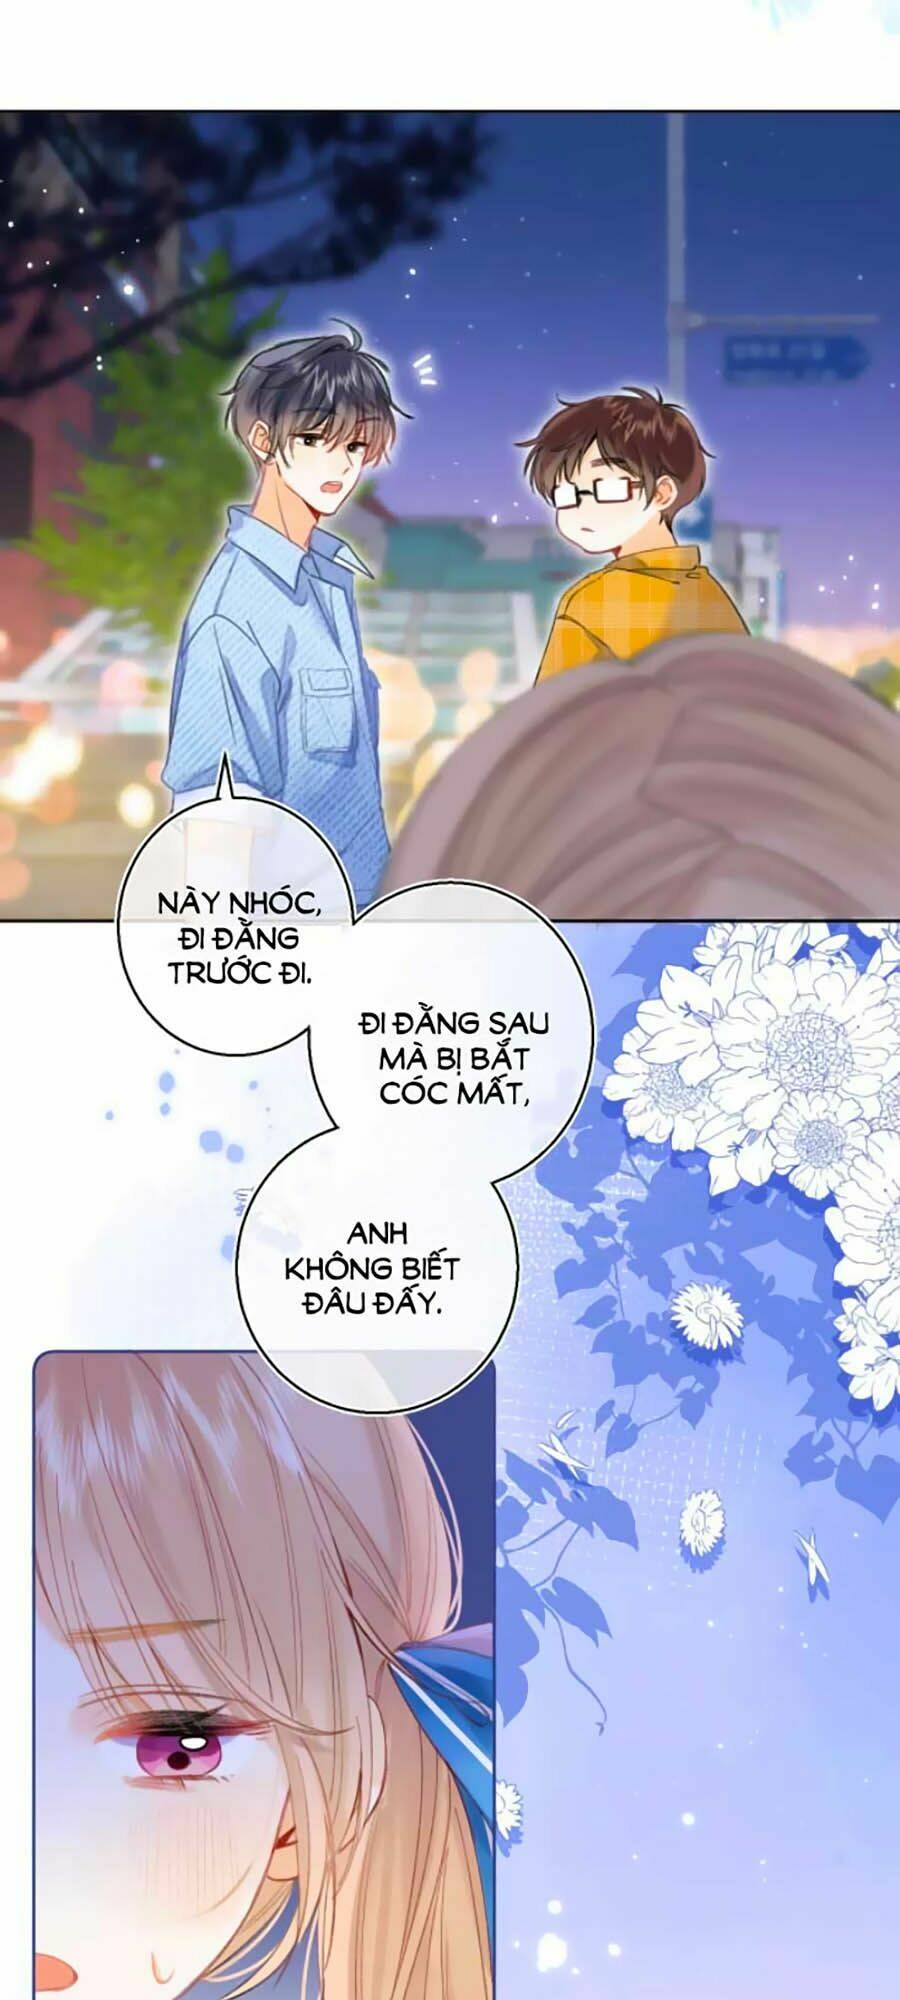 NÀY NHÓC,
ĐI ĐẰNG
TRƯỚC ĐI.
ĐI ĐẰNG SAU
MÀ BỊ BẮT
CÓC MẤT,
ANH
KHÔNG BIẾT
ĐÂU ĐẤY.